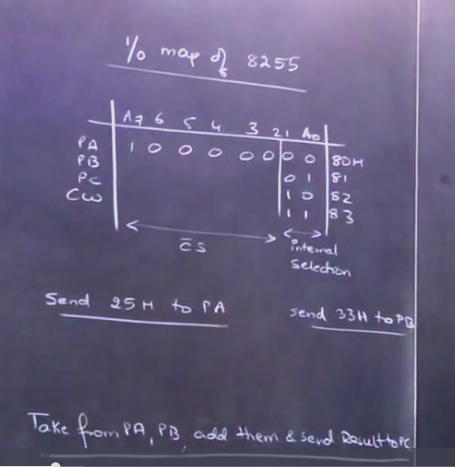 I/O map of 8255
A7 6 5 4 3 2 1 A0
PA 1 0 0 0 0 0 0 0 80H
PB 0 1 81
PC 1 0 82
CW 1 1 83
CS internal
Selection
Send 25H to PA send 33H to PB
Take from PA, PB, add them & send Result to PC